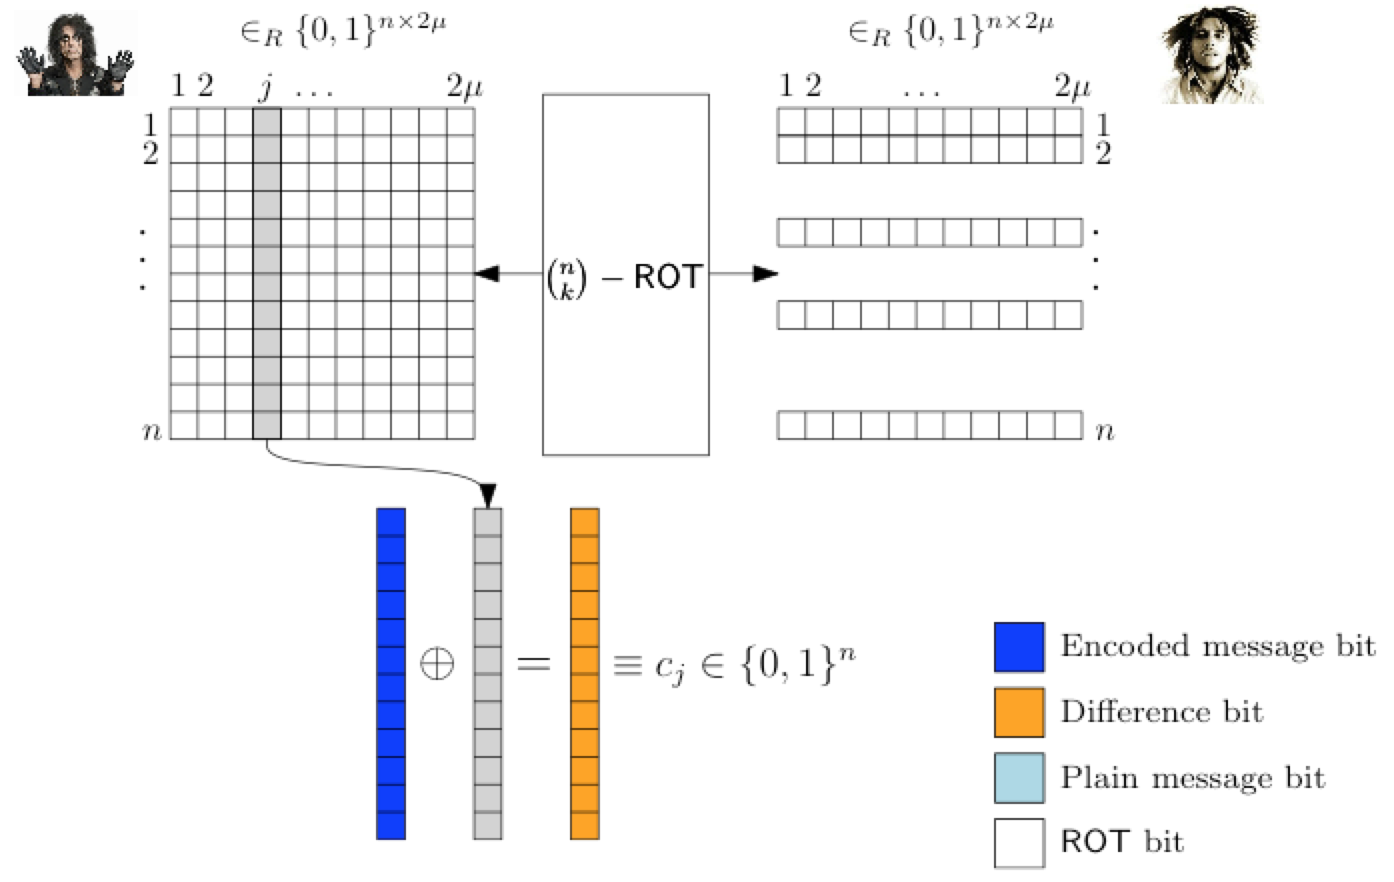 ∈_R {0, 1}^{n×2μ}
∈_R {0, 1}^{n×2μ}
1 2 j ... 2μ
1 2 ... 2μ
1
2
.
.
.
n
(n k) − ROT
1
2
.
.
.
n
⊕ = ≡ c_j ∈ {0, 1}^n
Encoded message bit
Difference bit
Plain message bit
ROT bit